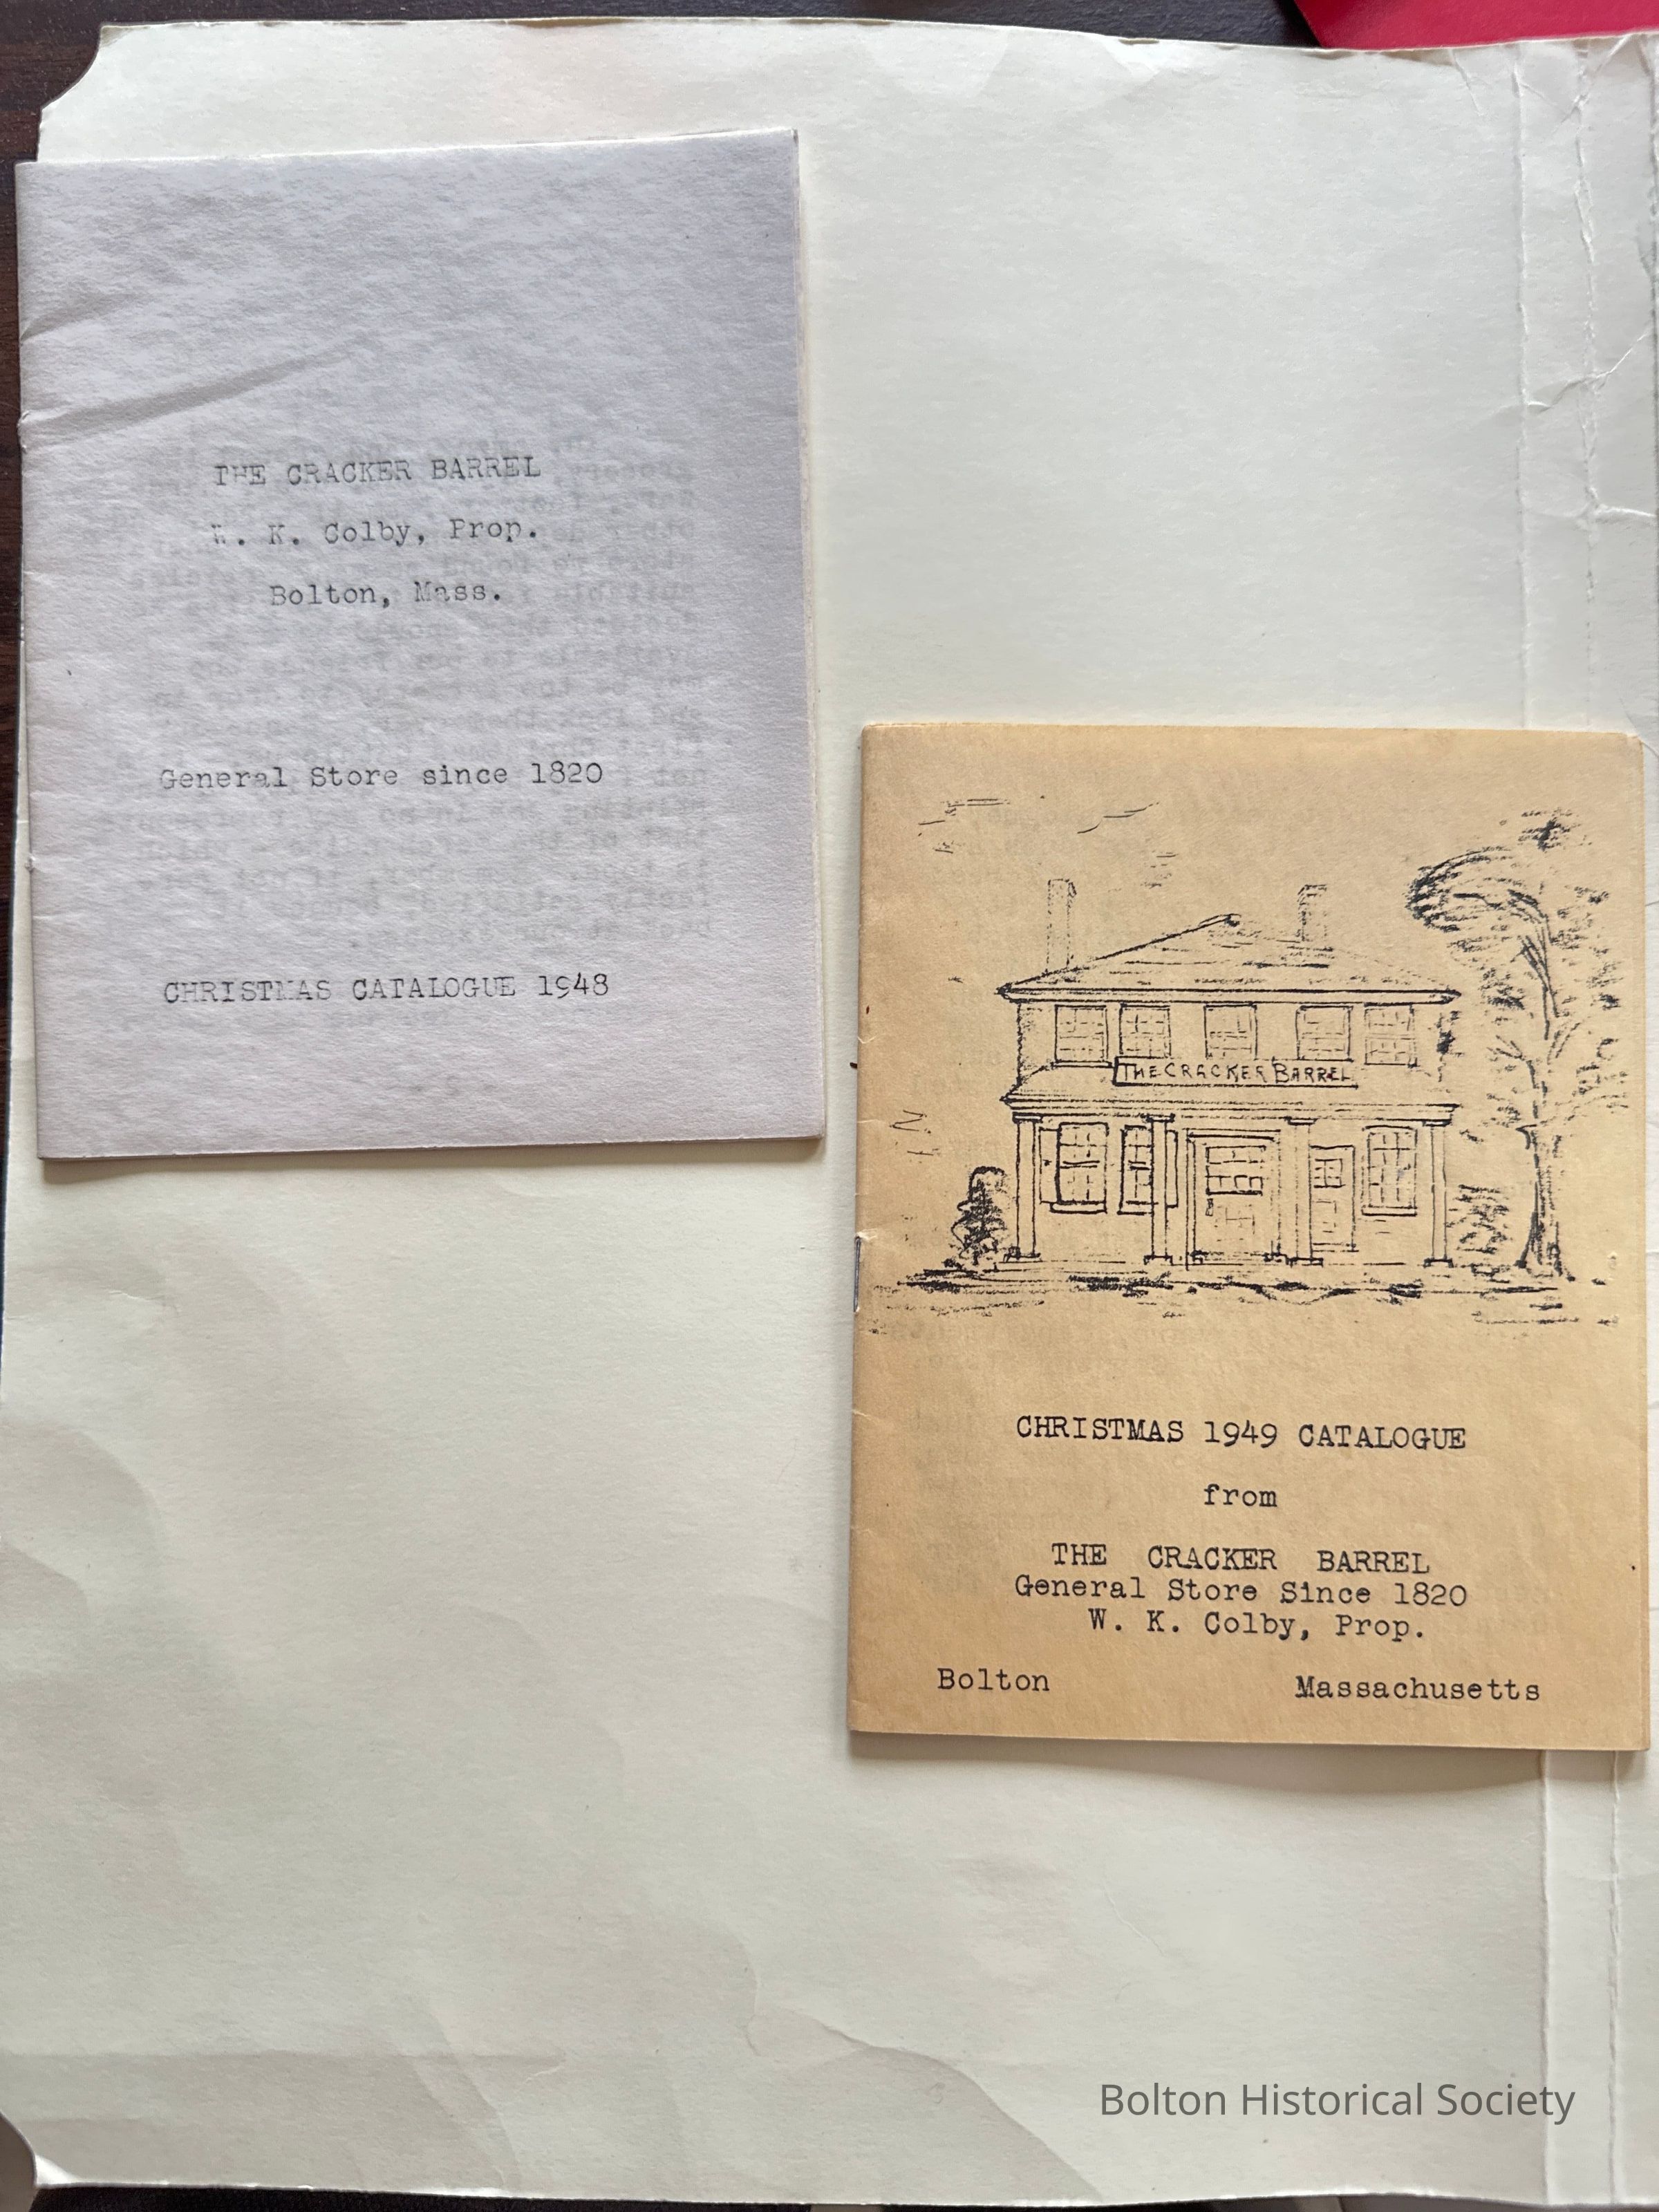 THE CRACKER BARREL
W. K. Colby, Prop.
Bolton, Mass.
General Store since 1820
CHRISTMAS CATALOGUE 1948
THE CRACKER BARREL
CHRISTMAS 1949 CATALOGUE
from
THE CRACKER BARREL
General Store Since 1820
W. K. Colby, Prop.
Bolton Massachusetts
Bolton Historical Society